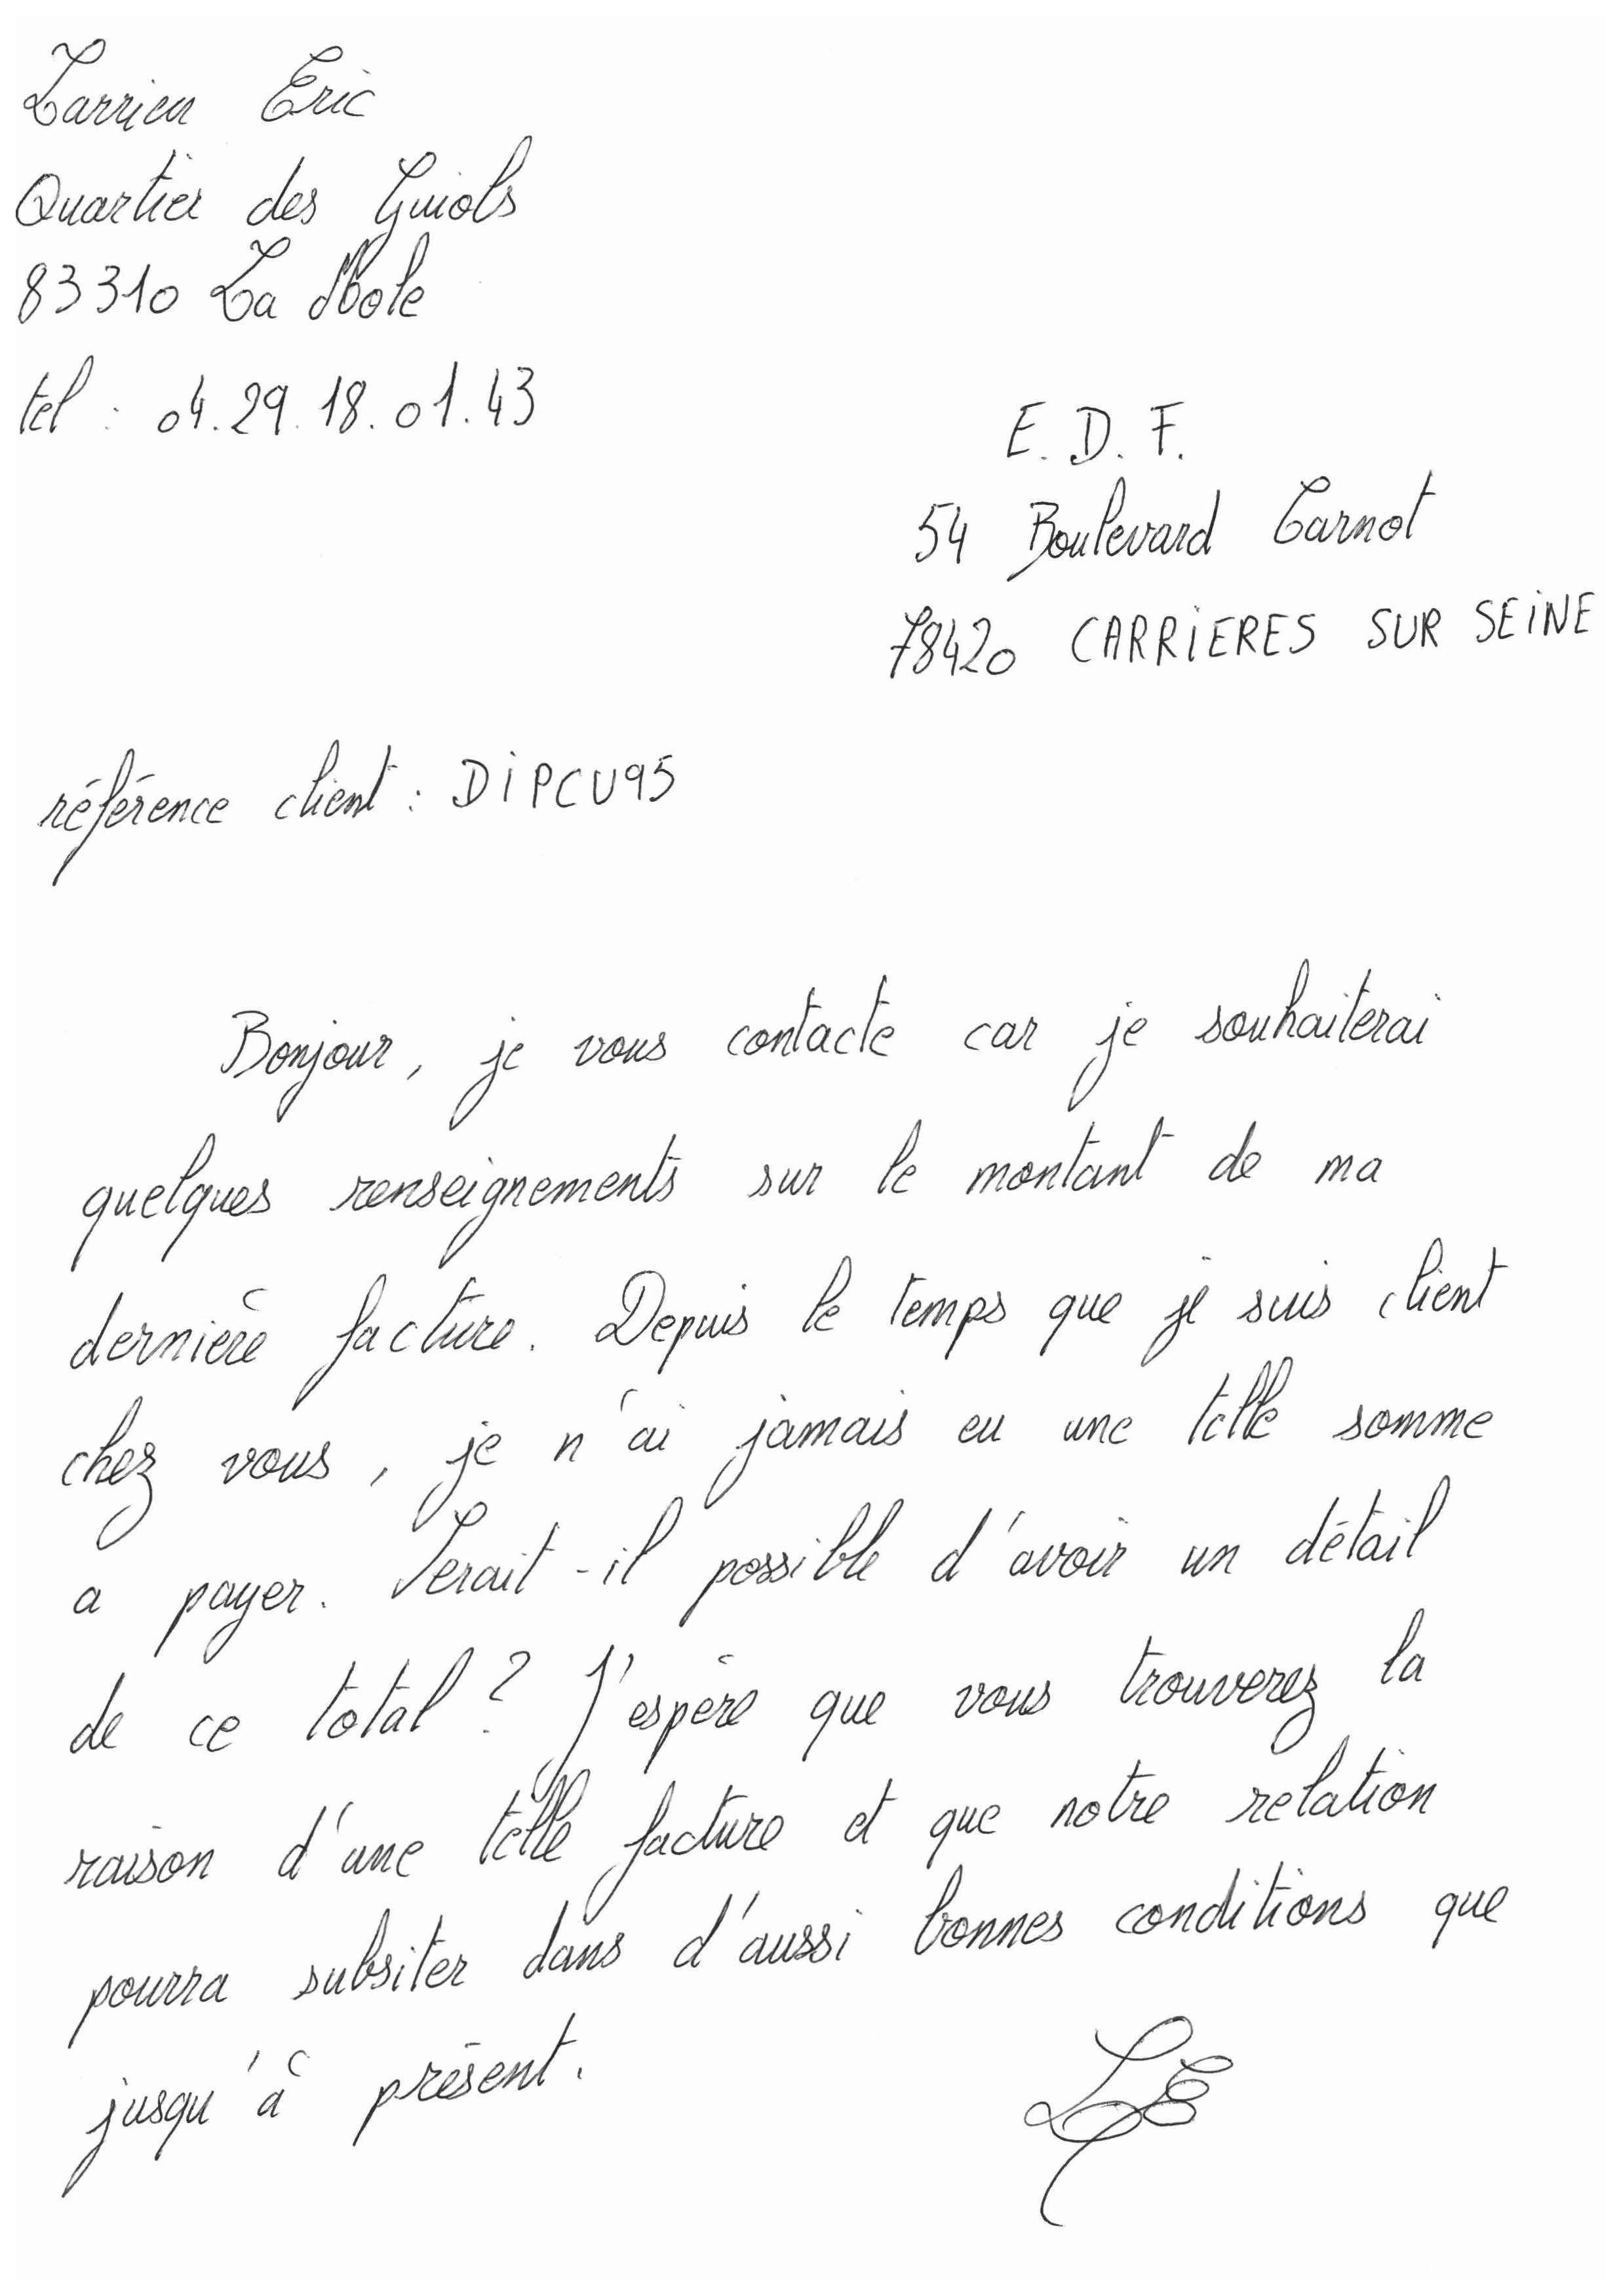 Larrieu Eric
Quartier des Guiols
83310 La Mole
tel : 04.29.18.01.43
E. D. F.
54 Boulevard Carnot
78420 CARRIERES SUR SEINE
référence client : DIPCU95
Bonjour, je vous contacte car je souhaiterai
quelques renseignements sur le montant de ma
dernière facture. Depuis le temps que je suis client
chez vous, je n'ai jamais eu une telle somme
a payer. Serait-il possible d'avoir un détail
de ce total ? J'espère que vous trouverez la
raison d'une telle facture et que notre relation
pourra subsiter dans d'aussi bonnes conditions que
jusqu'à présent.
LE